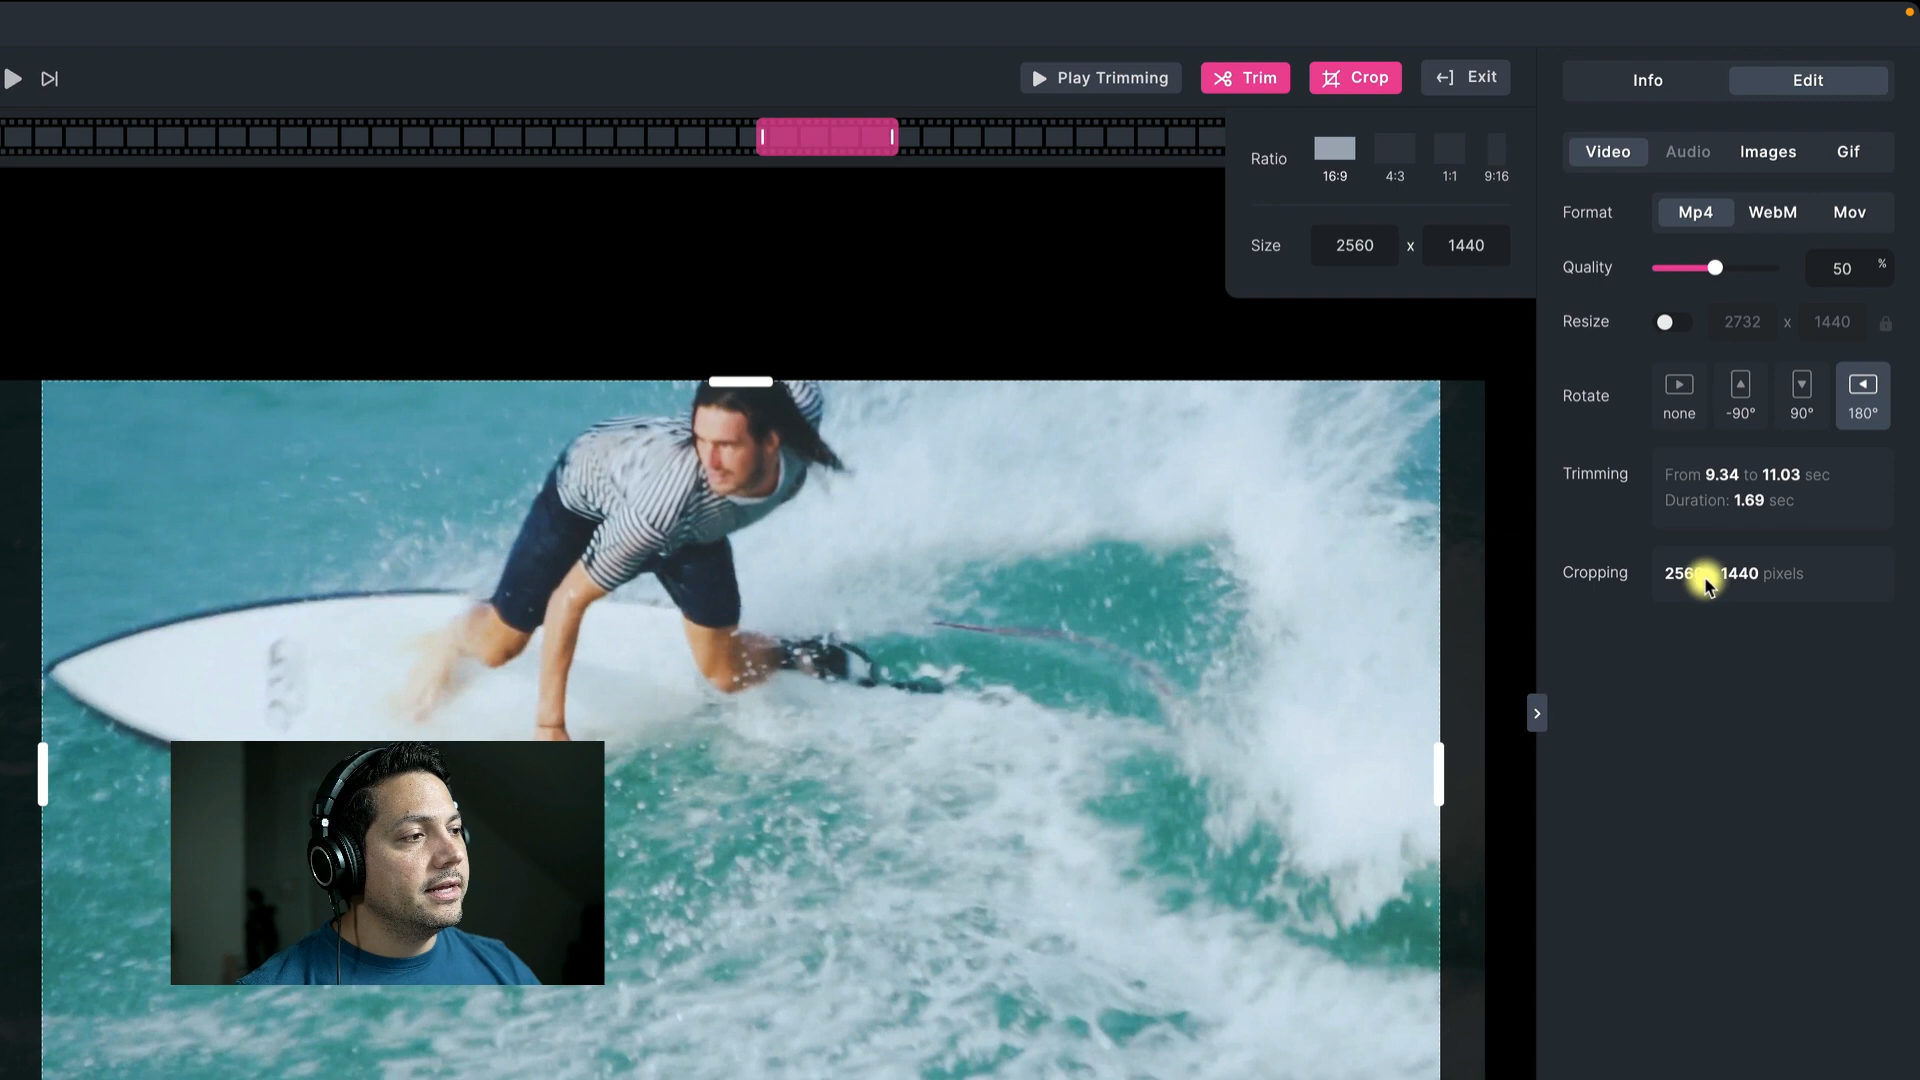 Play Trimming
Trim
Crop
Exit
Info
Edit
Ratio
16:9
4:3
1:1
9:16
Size
2560 x 1440
Video
Audio
Images
Gif
Format
Mp4
WebM
Mov
Quality
50 %
Resize
2732 x 1440
Rotate
none
-90°
90°
180°
Trimming
From 9.34 to 11.03 sec
Duration: 1.69 sec
Cropping
1440 pixels